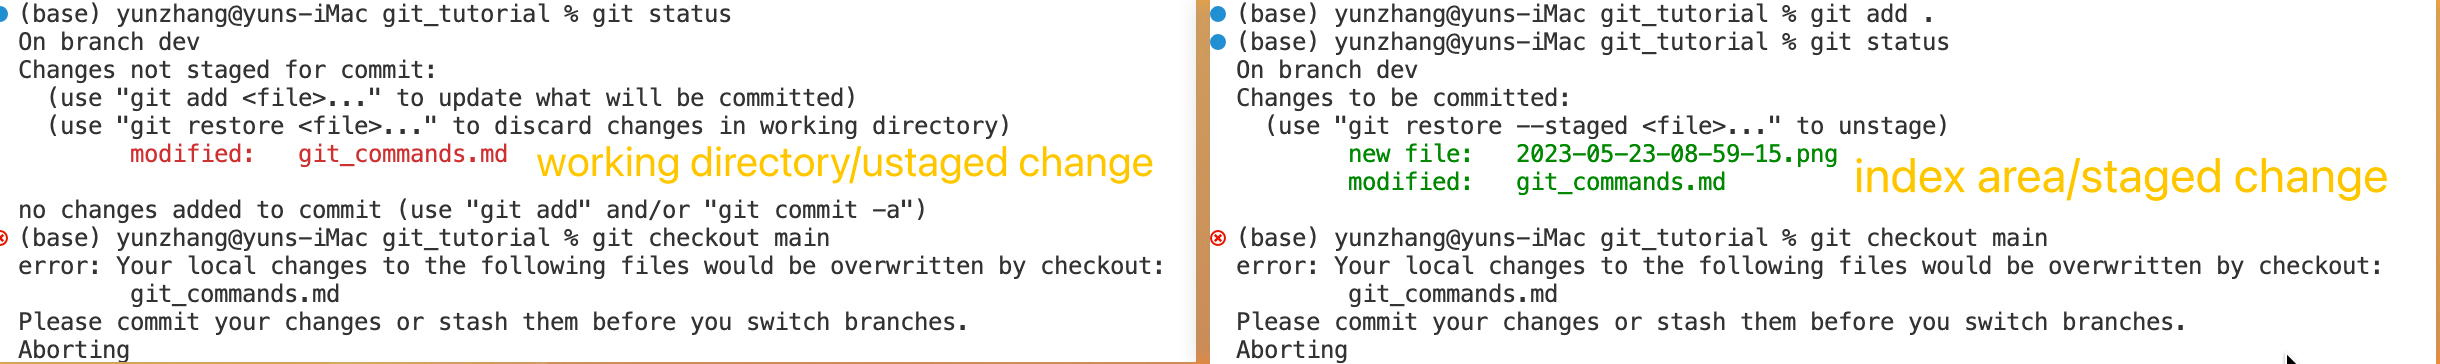 (base) yunzhang@yuns-iMac git_tutorial % git status
On branch dev
Changes not staged for commit:
  (use "git add <file>..." to update what will be committed)
  (use "git restore <file>..." to discard changes in working directory)
        modified:   git_commands.md
working directory/ustaged change
no changes added to commit (use "git add" and/or "git commit -a")
(base) yunzhang@yuns-iMac git_tutorial % git checkout main
error: Your local changes to the following files would be overwritten by checkout:
        git_commands.md
Please commit your changes or stash them before you switch branches.
Aborting
(base) yunzhang@yuns-iMac git_tutorial % git add .
(base) yunzhang@yuns-iMac git_tutorial % git status
On branch dev
Changes to be committed:
  (use "git restore --staged <file>..." to unstage)
        new file:   2023-05-23-08-59-15.png
        modified:   git_commands.md
index area/staged change
(base) yunzhang@yuns-iMac git_tutorial % git checkout main
error: Your local changes to the following files would be overwritten by checkout:
        git_commands.md
Please commit your changes or stash them before you switch branches.
Aborting